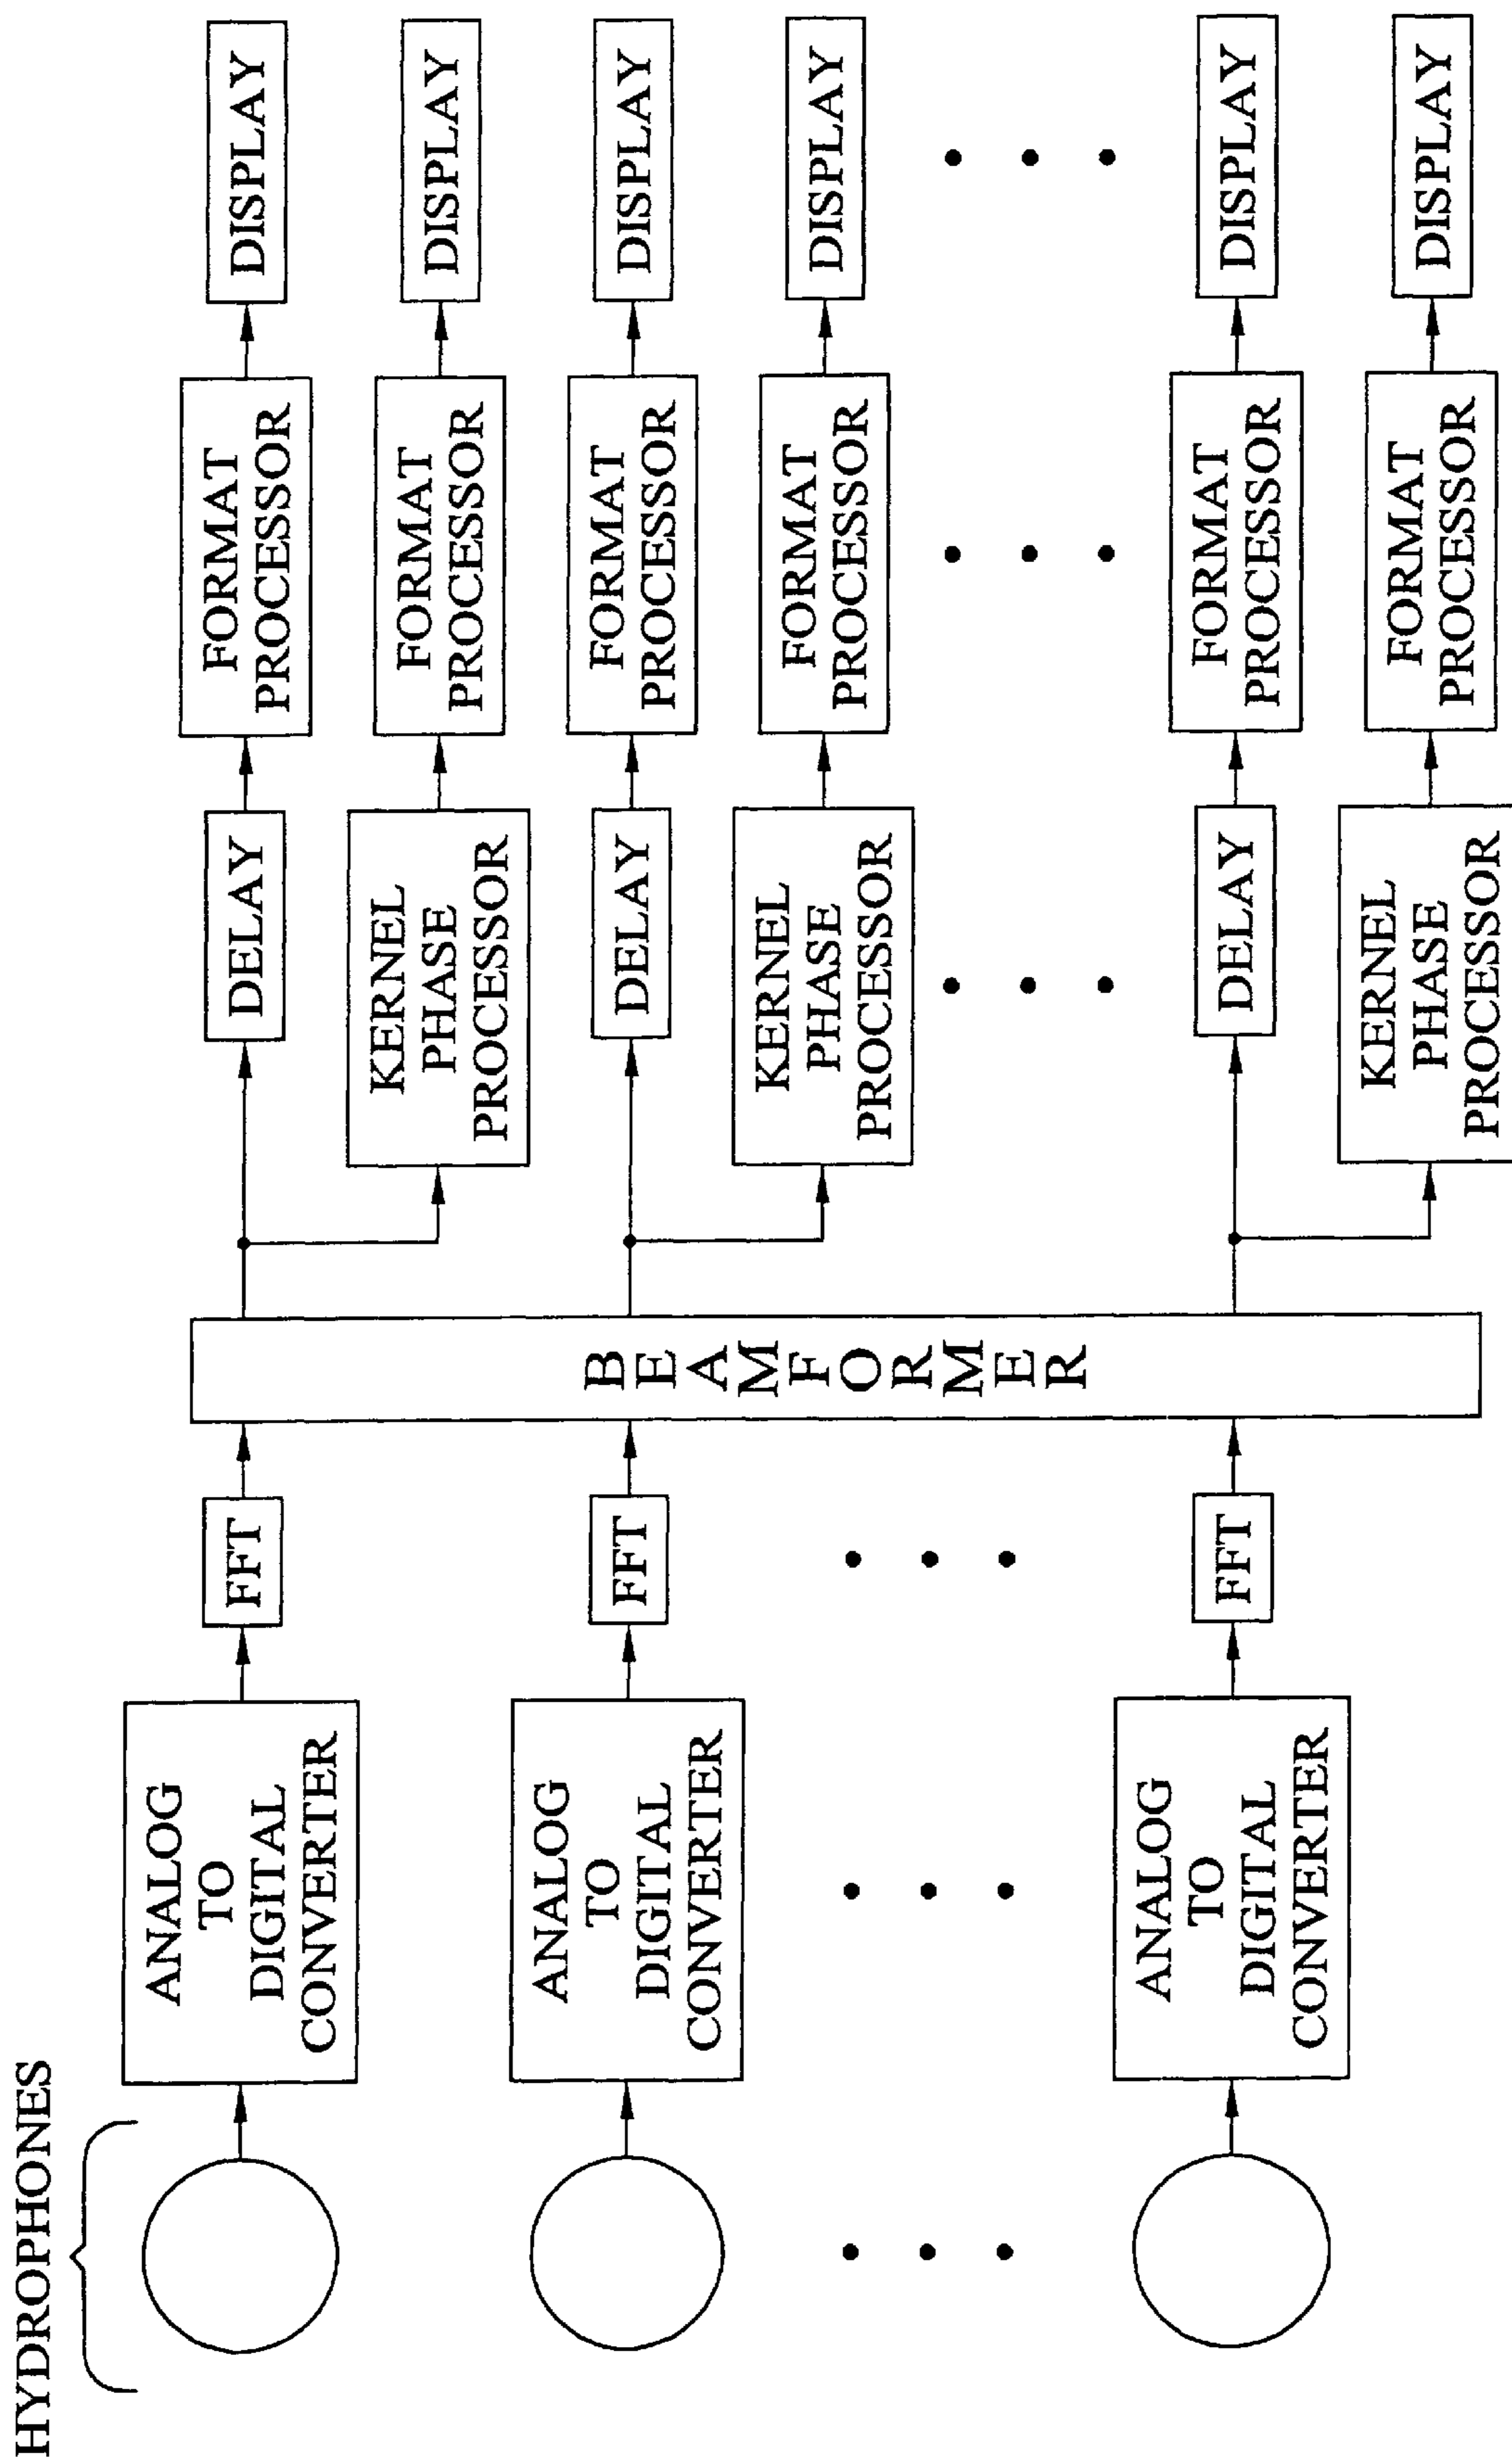 HYDROPHONES
ANALOG
TO
DIGITAL
CONVERTER
FFT
DELAY
FORMAT
PROCESSOR
DISPLAY
KERNEL
PHASE
PROCESSOR
FORMAT
PROCESSOR
DISPLAY
ANALOG
TO
DIGITAL
CONVERTER
FFT
BEAMFORMER
DELAY
FORMAT
PROCESSOR
DISPLAY
KERNEL
PHASE
PROCESSOR
FORMAT
PROCESSOR
DISPLAY
ANALOG
TO
DIGITAL
CONVERTER
FFT
DELAY
FORMAT
PROCESSOR
DISPLAY
KERNEL
PHASE
PROCESSOR
FORMAT
PROCESSOR
DISPLAY